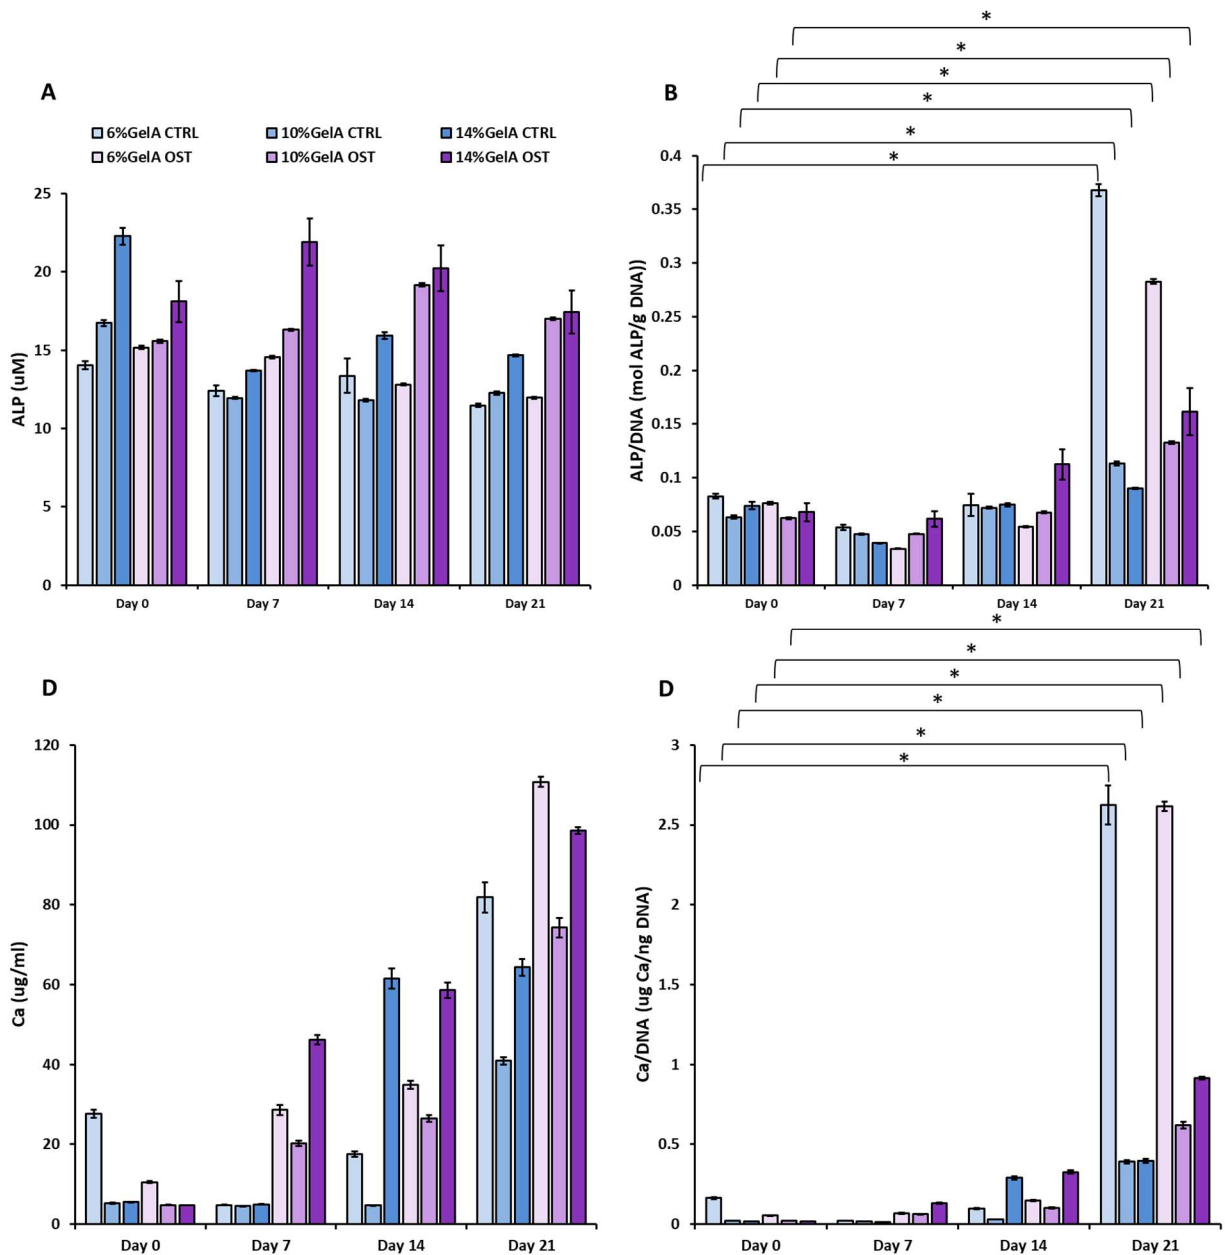 *
*
*
*
*
*
A
B
6%GelA CTRL 10%GelA CTRL 14%GelA CTRL
6%GelA OST 10%GelA OST 14%GelA OST
ALP (uM)
25
20
15
10
5
0
Day 0 Day 7 Day 14 Day 21
ALP/DNA (mol ALP/g DNA))
0.4
0.35
0.3
0.25
0.2
0.15
0.1
0.05
0
Day 0 Day 7 Day 14 Day 21
*
*
*
*
*
*
D
D
Ca (ug/ml)
120
100
80
60
40
20
0
Day 0 Day 7 Day 14 Day 21
Ca/DNA (ug Ca/ng DNA)
3
2.5
2
1.5
1
0.5
0
Day 0 Day 7 Day 14 Day 21